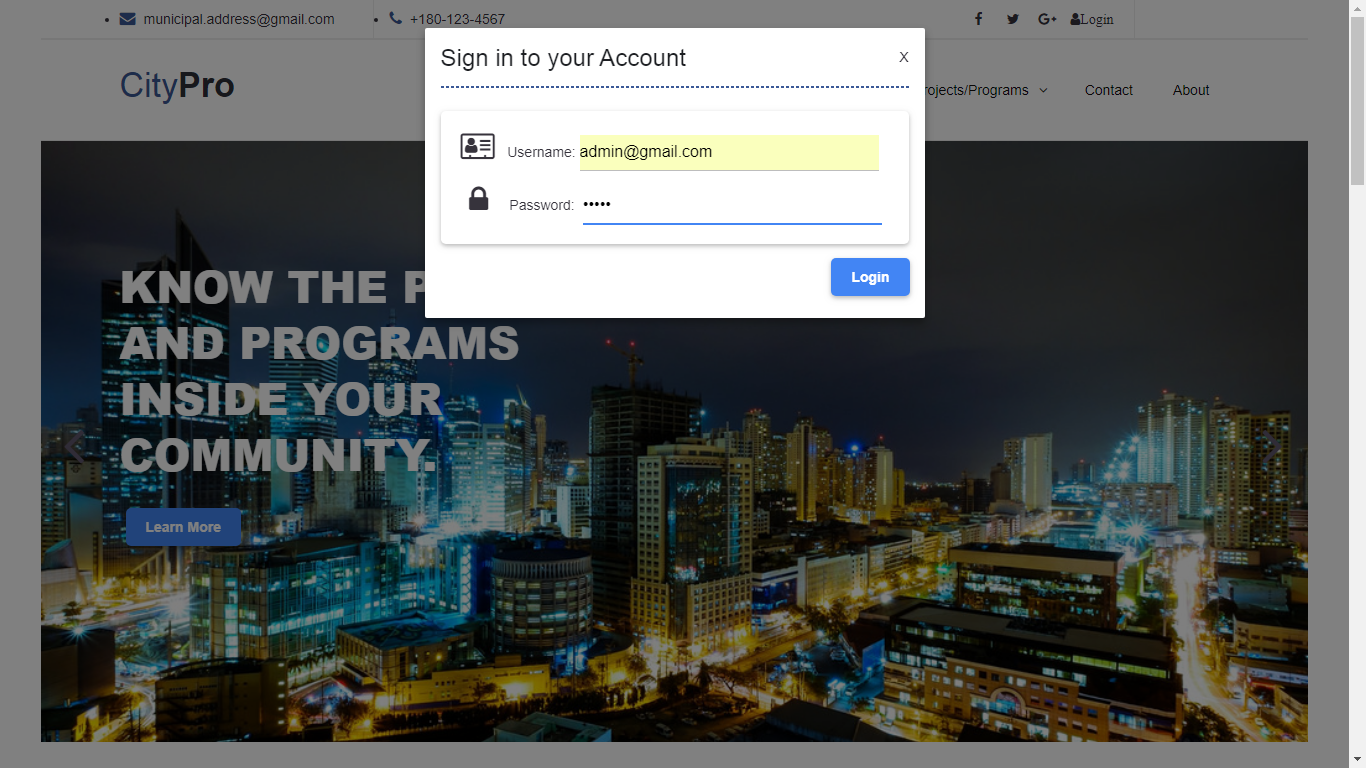 municipal.address@gmail.com
+180-123-4567
Login
Sign in to your Account
X
CityPro
rojects/Programs
Contact
About
Username: admin@gmail.com
Password: •••••
Login
KNOW THE P
AND PROGRAMS
INSIDE YOUR
COMMUNITY.
Learn More